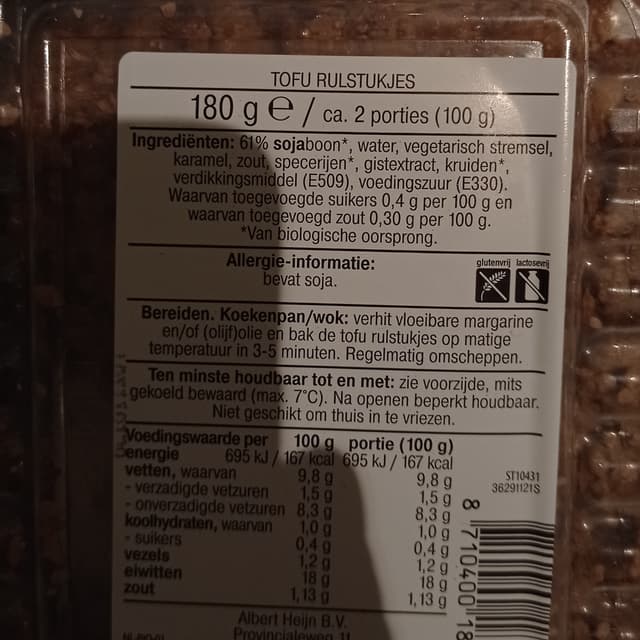 TOFU RULSTUKJES
180 g e / ca. 2 porties (100 g)
Ingrediënten: 61% sojaboon*, water, vegetarisch stremsel,
karamel, zout, specerijen*, gistextract, kruiden*,
verdikkingsmiddel (E509), voedingszuur (E330).
Waarvan toegevoegde suikers 0,4 g per 100 g en
waarvan toegevoegd zout 0,30 g per 100 g.
*Van biologische oorsprong.
Allergie-informatie:
bevat soja.
glutenvrij lactosevrij
Bereiden. Koekenpan/wok: verhit vloeibare margarine
en/of (olijf)olie en bak de tofu rulstukjes op matige
temperatuur in 3-5 minuten. Regelmatig omscheppen.
Ten minste houdbaar tot en met: zie voorzijde, mits
gekoeld bewaard (max. 7°C). Na openen beperkt houdbaar.
Niet geschikt om thuis in te vriezen.
Voedingswaarde per 100 g portie (100 g)
energie 695 kJ / 167 kcal 695 kJ / 167 kcal
vetten, waarvan 9,8 g 9,8 g
- verzadigde vetzuren 1,5 g 1,5 g
- onverzadigde vetzuren 8,3 g 8,3 g
koolhydraten, waarvan 1,0 g 1,0 g
- suikers 0,4 g 0,4 g
vezels 1,2 g 1,2 g
eiwitten 18 g 18 g
zout 1,13 g 1,13 g
ST10431
36291121S
8 710400 18
Albert Heijn B.V.
Provincialeweg 11